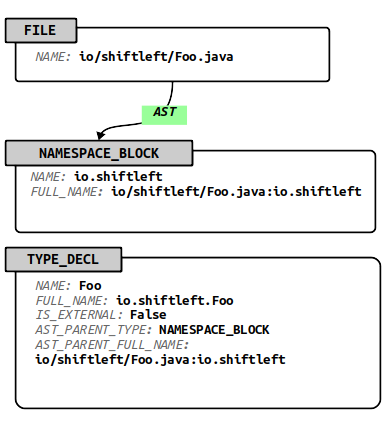 FILE
NAME: io/shiftleft/Foo.java
AST
NAMESPACE_BLOCK
NAME: io.shiftleft
FULL_NAME: io/shiftleft/Foo.java:io.shiftleft
TYPE_DECL
NAME: Foo
FULL_NAME: io.shiftleft.Foo
IS_EXTERNAL: False
AST_PARENT_TYPE: NAMESPACE_BLOCK
AST_PARENT_FULL_NAME:
io/shiftleft/Foo.java:io.shiftleft